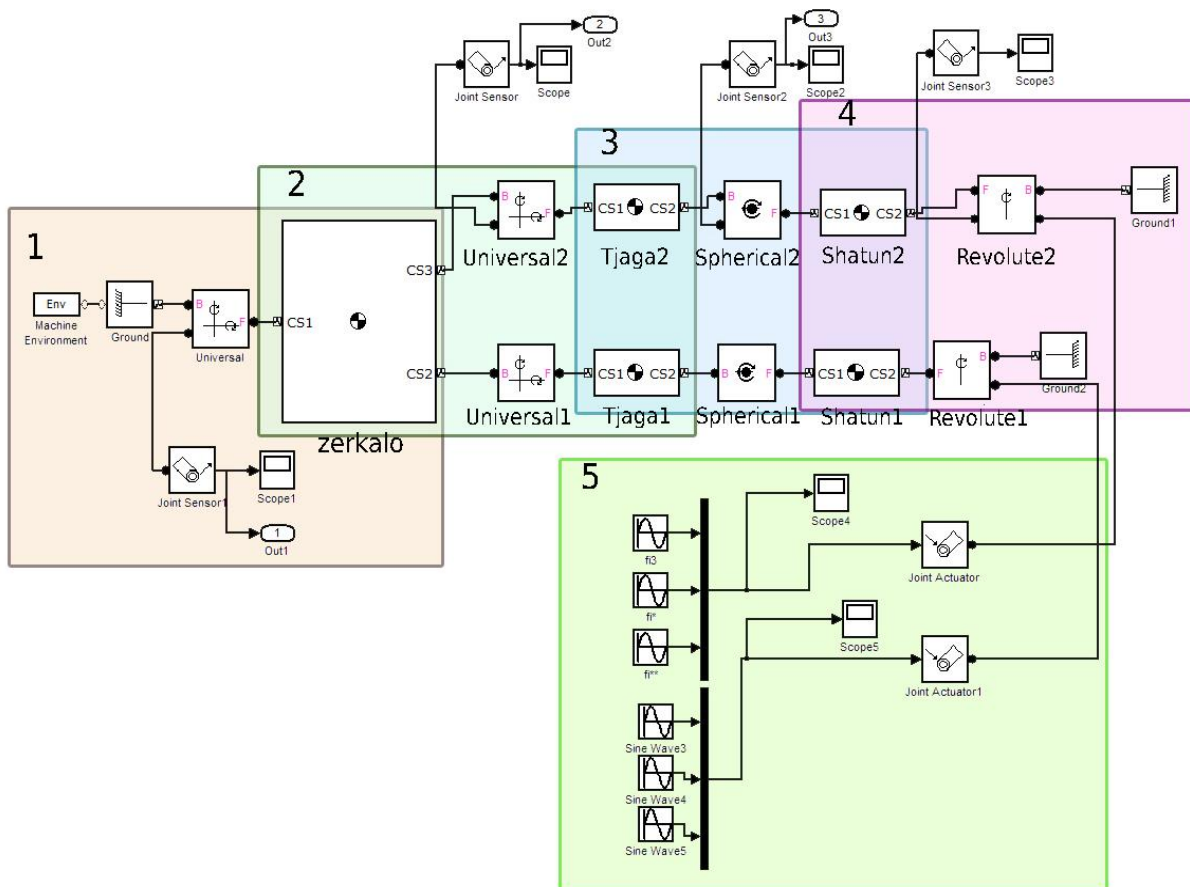 2
Out2
3
Out3
Joint Sensor
Scope
Joint Sensor2
Scope2
Joint Sensor3
Scope3
4
3
2
1
B
F
Universal2
CS1 CS2
Tjaga2
B
F
Spherical2
CS1 CS2
Shatun2
F
B
Revolute2
Ground1
Env
Machine
Environment
Ground
B
F
Universal
CS3
CS1
CS2
zerkalo
B
F
Universal1
CS1 CS2
Tjaga1
B
F
Spherical1
CS1 CS2
Shatun1
F
B
Revolute1
Ground2
Joint Sensor1
Scope1
1
Out1
5
Scope4
fi3
Joint Actuator
fi*
Scope5
fi**
Joint Actuator1
Sine Wave3
Sine Wave4
Sine Wave5